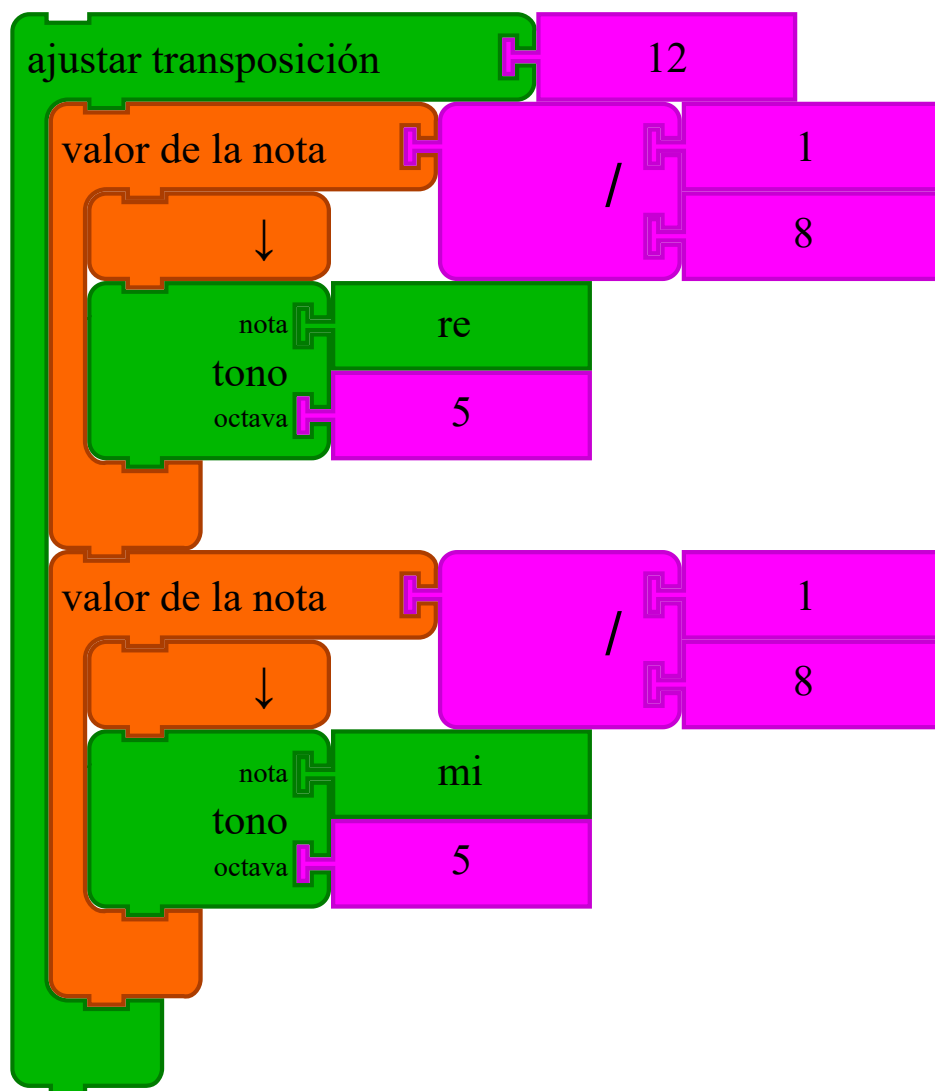 ajustar transposición 12
valor de la nota / 1
8
↓
nota re
tono
octava 5
valor de la nota / 1
8
↓
nota mi
tono
octava 5